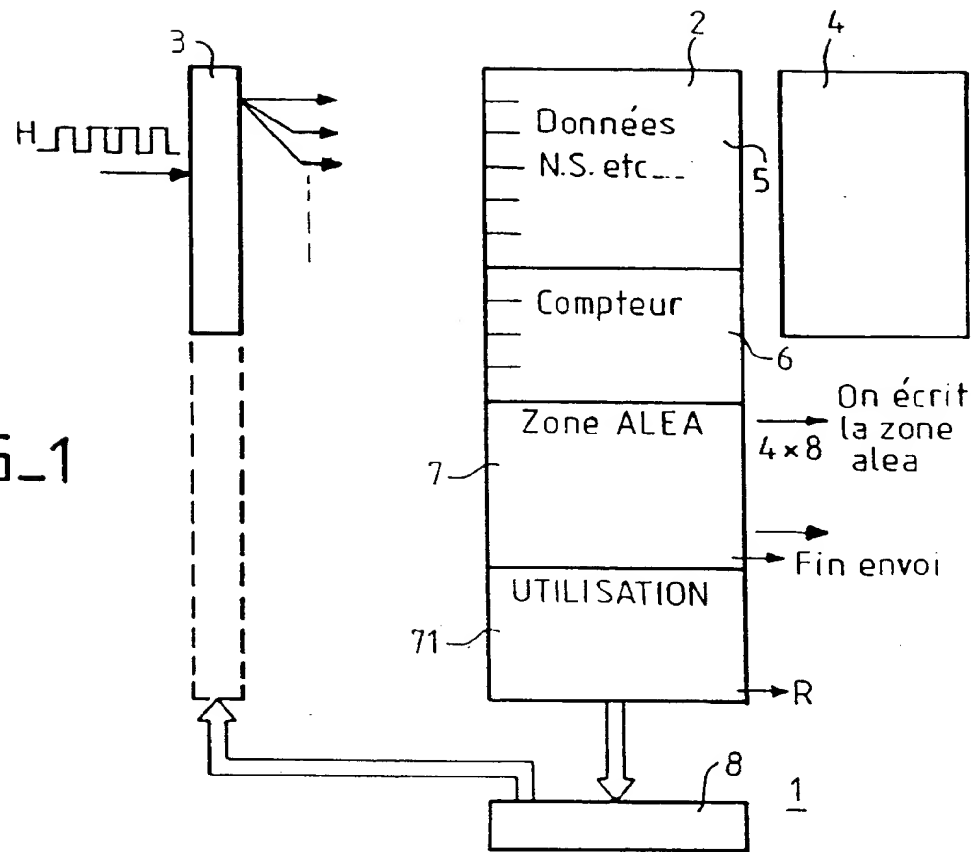 3
2
4
H
Données
N.S. etc...
5
Compteur
6
Zone ALEA
7
4 × 8
On écrit
la zone
alea
Fin envoi
UTILISATION
71
R
8
1
G_1